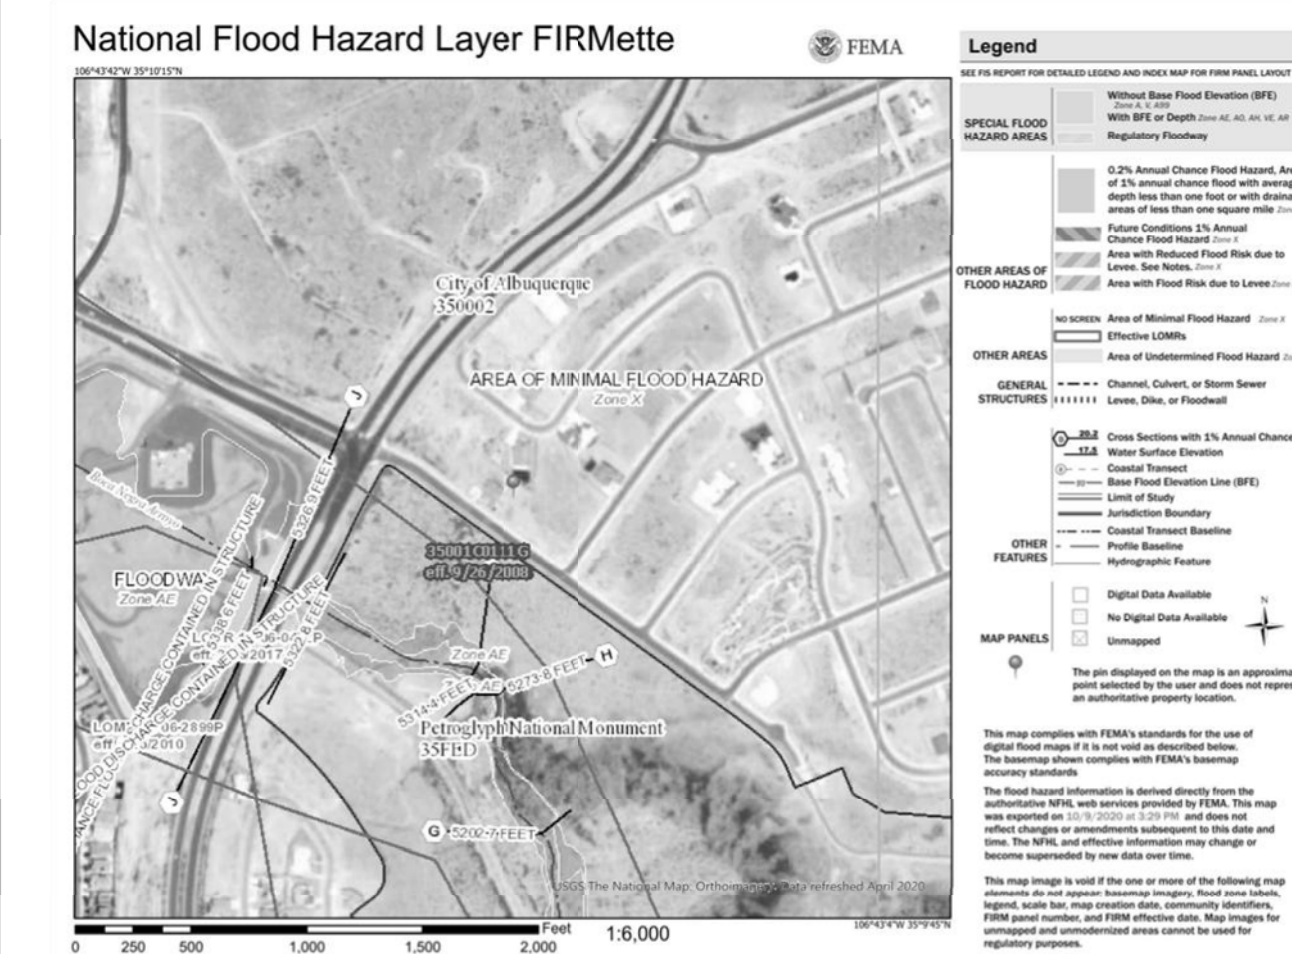 National Flood Hazard Layer FIRMette
FEMA
106°43'42"W 35°10'15"N
City of Albuquerque
350002
AREA OF MINIMAL FLOOD HAZARD
Zone X
J
5326.9 FEET
Boca Negra Arroyo
35001C0111G
eff. 9/26/2008
FLOODWAY
Zone AE
CHARGE CONTAINED IN STRUCTURE
5338.6 FEET
5322.8 FEET
OOD DISCHARGE CONTAINED IN STRUCTURE
2017
06-2899P
2010
Zone AE
AE
5273.8 FEET
H
5314.4 FEET
Petroglyph National Monument
35FED
J
G
5202.7 FEET
USGS The National Map: Orthoimagery. Data refreshed April 2020
0 250 500 1,000 1,500 2,000
Feet
1:6,000
106°43'4"W 35°9'45"N
Legend
SEE FIS REPORT FOR DETAILED LEGEND AND INDEX MAP FOR FIRM PANEL LAYOUT
SPECIAL FLOOD
HAZARD AREAS
Without Base Flood Elevation (BFE)
Zone A, V, A99
With BFE or Depth Zone AE, AO, AH, VE, AR
Regulatory Floodway
OTHER AREAS OF
FLOOD HAZARD
0.2% Annual Chance Flood Hazard, Are
of 1% annual chance flood with averag
depth less than one foot or with draina
areas of less than one square mile Zon
Future Conditions 1% Annual
Chance Flood Hazard Zone X
Area with Reduced Flood Risk due to
Levee. See Notes. Zone X
Area with Flood Risk due to Levee Zone
OTHER AREAS
NO SCREEN Area of Minimal Flood Hazard Zone X
Effective LOMRs
Area of Undetermined Flood Hazard Zo
GENERAL
STRUCTURES
Channel, Culvert, or Storm Sewer
Levee, Dike, or Floodwall
OTHER
FEATURES
20.2 Cross Sections with 1% Annual Chance
17.5 Water Surface Elevation
Coastal Transect
Base Flood Elevation Line (BFE)
Limit of Study
Jurisdiction Boundary
Coastal Transect Baseline
Profile Baseline
Hydrographic Feature
MAP PANELS
Digital Data Available
No Digital Data Available
Unmapped
N
The pin displayed on the map is an approxima
point selected by the user and does not repres
an authoritative property location.
This map complies with FEMA's standards for the use of
digital flood maps if it is not void as described below.
The basemap shown complies with FEMA's basemap
accuracy standards
The flood hazard information is derived directly from the
authoritative NFHL web services provided by FEMA. This map
was exported on 10/9/2020 at 3:29 PM and does not
reflect changes or amendments subsequent to this date and
time. The NFHL and effective information may change or
become superseded by new data over time.
This map image is void if the one or more of the following map
elements do not appear: basemap imagery, flood zone labels,
legend, scale bar, map creation date, community identifiers,
FIRM panel number, and FIRM effective date. Map images for
unmapped and unmodernized areas cannot be used for
regulatory purposes.